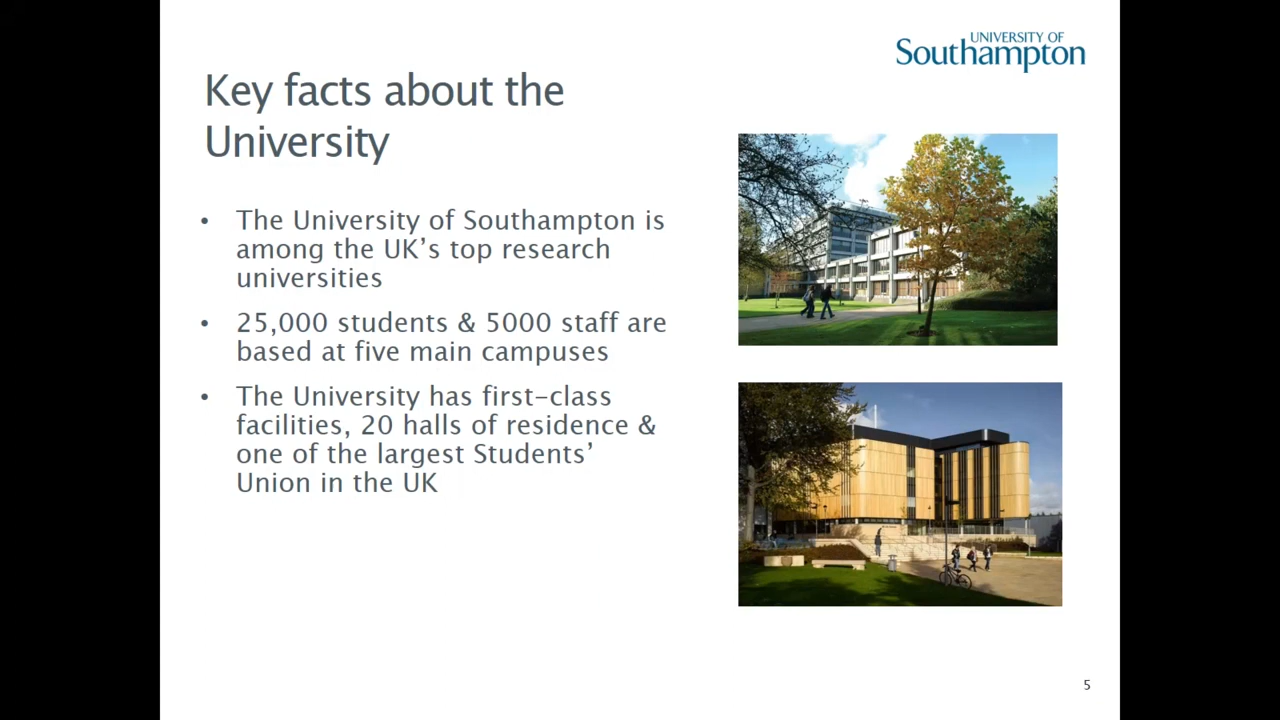 UNIVERSITY OF
Southampton
Key facts about the
University
• The University of Southampton is
among the UK’s top research
universities
• 25,000 students & 5000 staff are
based at five main campuses
• The University has first-class
facilities, 20 halls of residence &
one of the largest Students’
Union in the UK
5